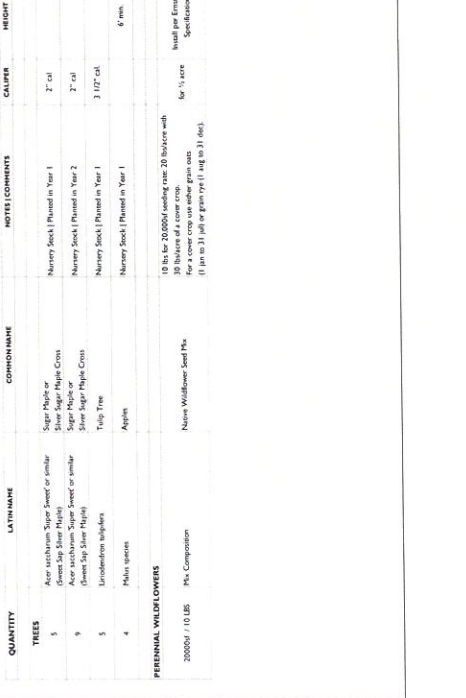 QUANTITY LATIN NAME COMMON NAME NOTES | COMMENTS CALIPER HEIGHT
TREES
5 Acer saccharum 'Super Sweet' or similar Sugar Maple or Nursery Stock | Planted in Year 1 2" cal
(Sweet Sap Silver Maple) Silver Sugar Maple Cross
9 Acer saccharum 'Super Sweet' or similar Sugar Maple or Nursery Stock | Planted in Year 2 2" cal
(Sweet Sap Silver Maple) Silver Sugar Maple Cross
5 Liriodendron tulipifera Tulip Tree Nursery Stock | Planted in Year 1 3 1/2" cal.
4 Malus species Apples Nursery Stock | Planted in Year 1 6' min.
PERENNIAL WILDFLOWERS
10 lbs for 20,000sf seeding rate: 20 lbs/acre with
20000sf / 10 LBS Mix Composition Native Wildflower Seed Mix 30 lbs/acre of a cover crop. for ½ acre Install per
For a cover crop use either grain oats
(1 jan to 31 jul) or grain rye (1 aug to 31 dec).